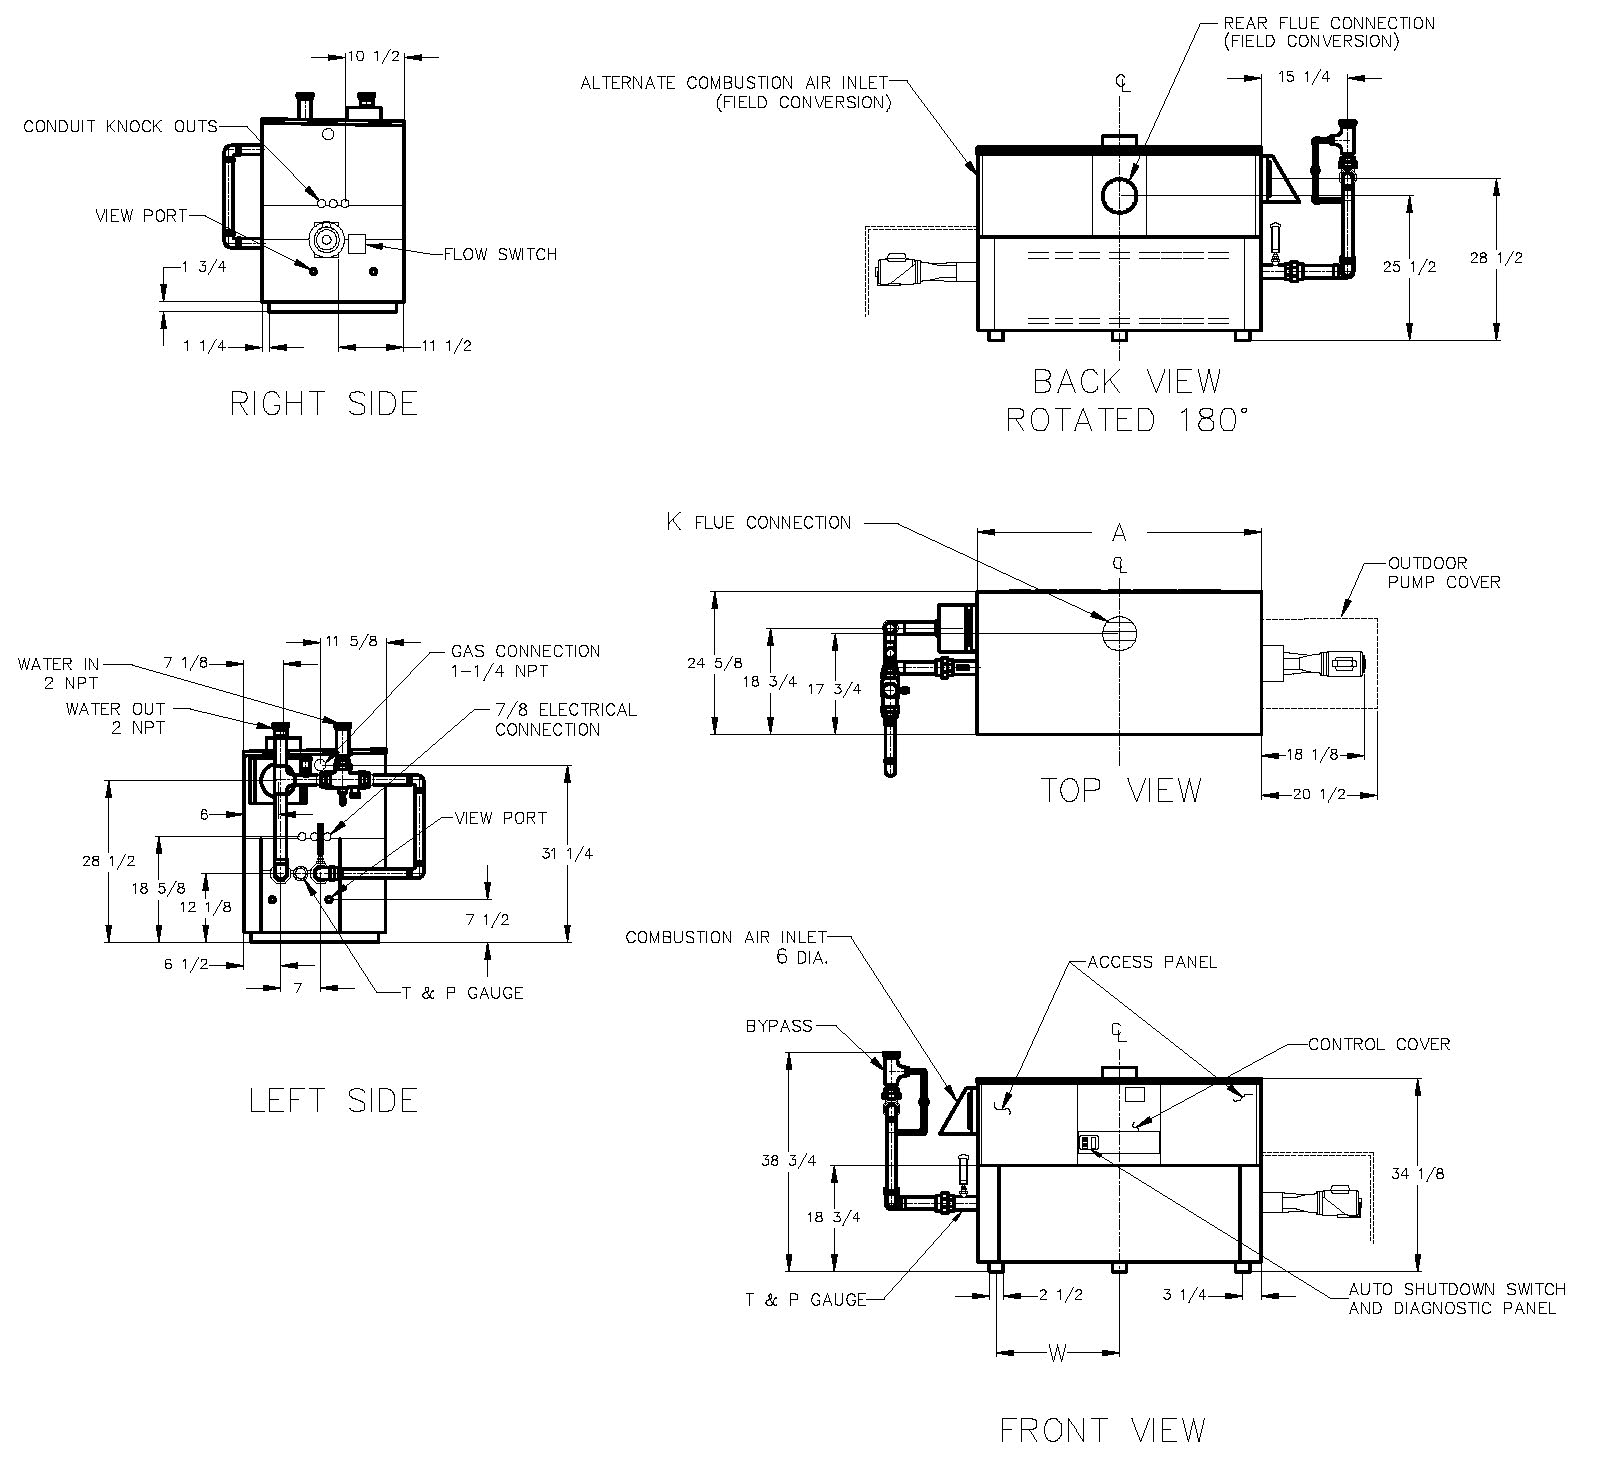 10 1/2
CONDUIT KNOCK OUTS
VIEW PORT
FLOW SWITCH
1 3/4
1 1/4
11 1/2
RIGHT SIDE
REAR FLUE CONNECTION
(FIELD CONVERSION)
ALTERNATE COMBUSTION AIR INLET
(FIELD CONVERSION)
CL
15 1/4
25 1/2
28 1/2
BACK VIEW
ROTATED 180°
K FLUE CONNECTION
A
CL
OUTDOOR
PUMP COVER
24 5/8
18 3/4
17 3/4
18 1/8
20 1/2
TOP VIEW
11 5/8
7 1/8
WATER IN
2 NPT
WATER OUT
2 NPT
GAS CONNECTION
1-1/4 NPT
7/8 ELECTRICAL
CONNECTION
6
VIEW PORT
28 1/2
18 5/8
12 1/8
31 1/4
7 1/2
6 1/2
7
T & P GAUGE
LEFT SIDE
COMBUSTION AIR INLET
6 DIA.
ACCESS PANEL
BYPASS
CL
CONTROL COVER
38 3/4
18 3/4
34 1/8
T & P GAUGE
2 1/2
3 1/4
AUTO SHUTDOWN SWITCH
AND DIAGNOSTIC PANEL
W
FRONT VIEW